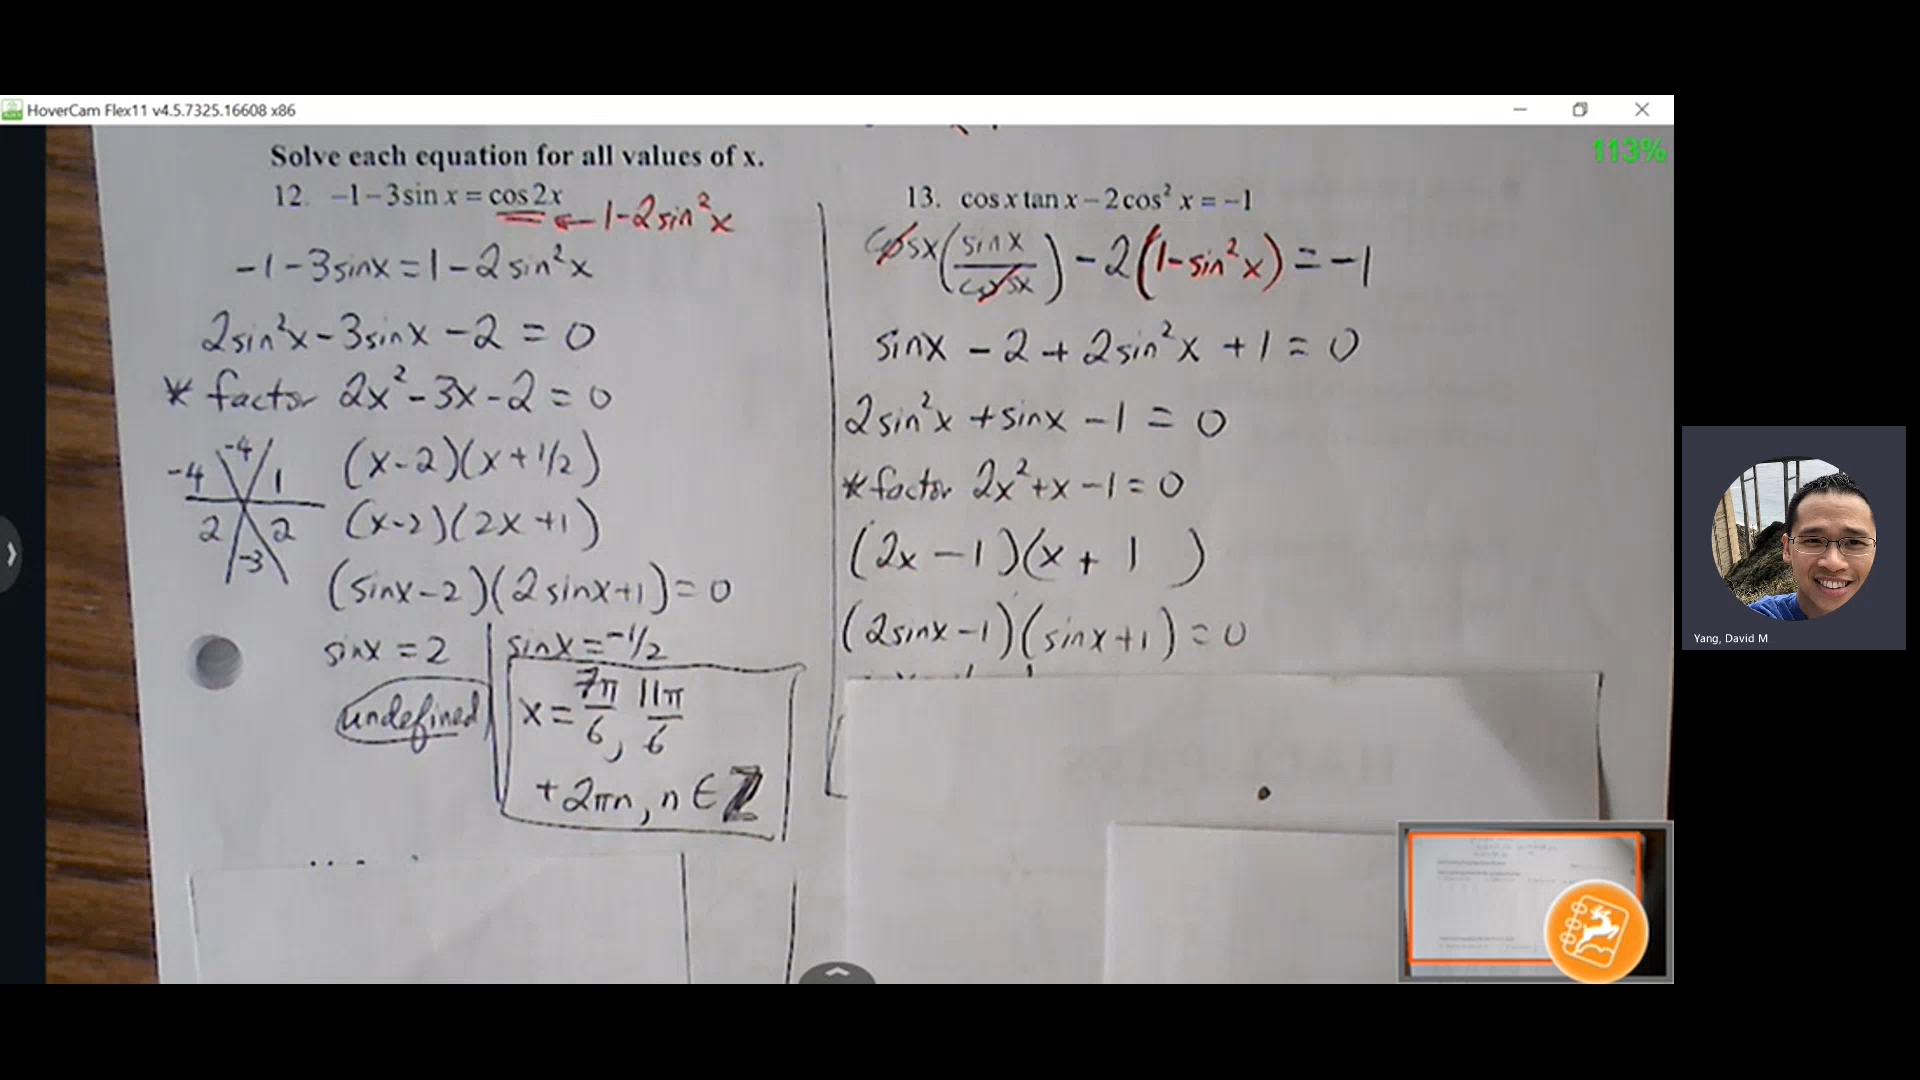 HoverCam Flex11 v4.5.7325.16608 x86
113%
Solve each equation for all values of x.
12. -1-3sin x = cos 2x
← 1-2sin²x
-1-3sinx = 1-2sin²x
2sin²x-3sinx-2 = 0
* factor 2x²-3x-2 = 0
-4
-4 1
2 2
-3
(x-2)(x+1/2)
(x-2)(2x+1)
(sinx-2)(2sinx+1)=0
sinx = 2
undefined
sinx = -1/2
x = 7π/6, 11π/6
+2πn, n ∈ Z
13. cos x tan x - 2cos² x = -1
cosx(sinx/cosx) - 2(1-sin²x) = -1
sinx - 2 + 2sin²x + 1 = 0
2sin²x + sinx - 1 = 0
* factor 2x²+x-1=0
(2x-1)(x+1)
(2sinx-1)(sinx+1) = 0
Yang, David M